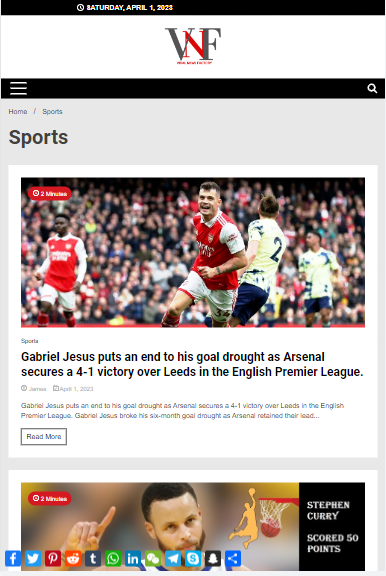 SATURDAY, APRIL 1, 2023
VNF
VIRAL NEWS FACTORY
Home / Sports
Sports
2 Minutes
Sports
Gabriel Jesus puts an end to his goal drought as Arsenal
secures a 4-1 victory over Leeds in the English Premier League.
James April 1, 2023
Gabriel Jesus puts an end to his goal drought as Arsenal secures a 4-1 victory over Leeds in the English
Premier League. Gabriel Jesus broke his six-month goal drought as Arsenal retained their lead...
Read More
2 Minutes
STEPHEN
CURRY
SCORED 50
POINTS